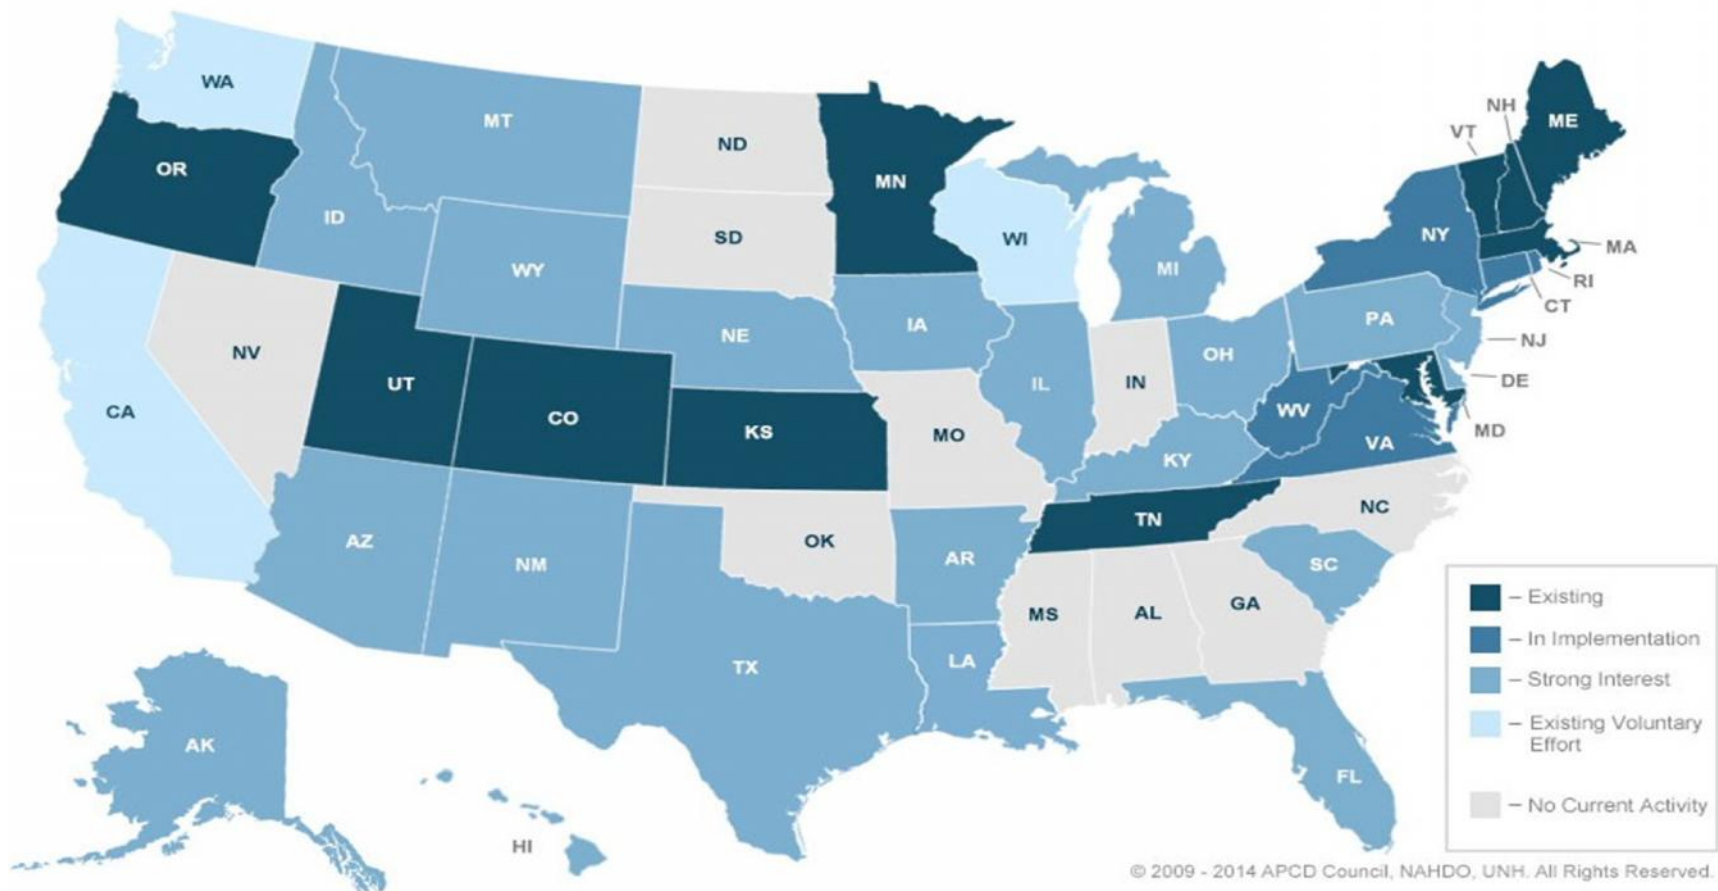 WA
MT
ND
OR
MN
ID
SD
WI
WY
MI
NY
NH
VT
ME
MA
RI
CT
NJ
DE
MD
PA
IA
NE
OH
IL
IN
NV
UT
CO
KS
MO
WV
VA
KY
CA
AZ
NM
OK
AR
TN
NC
SC
MS
AL
GA
TX
LA
FL
AK
HI
– Existing
– In Implementation
– Strong Interest
– Existing Voluntary
Effort
– No Current Activity
© 2009 - 2014 APCD Council, NAHDO, UNH. All Rights Reserved.